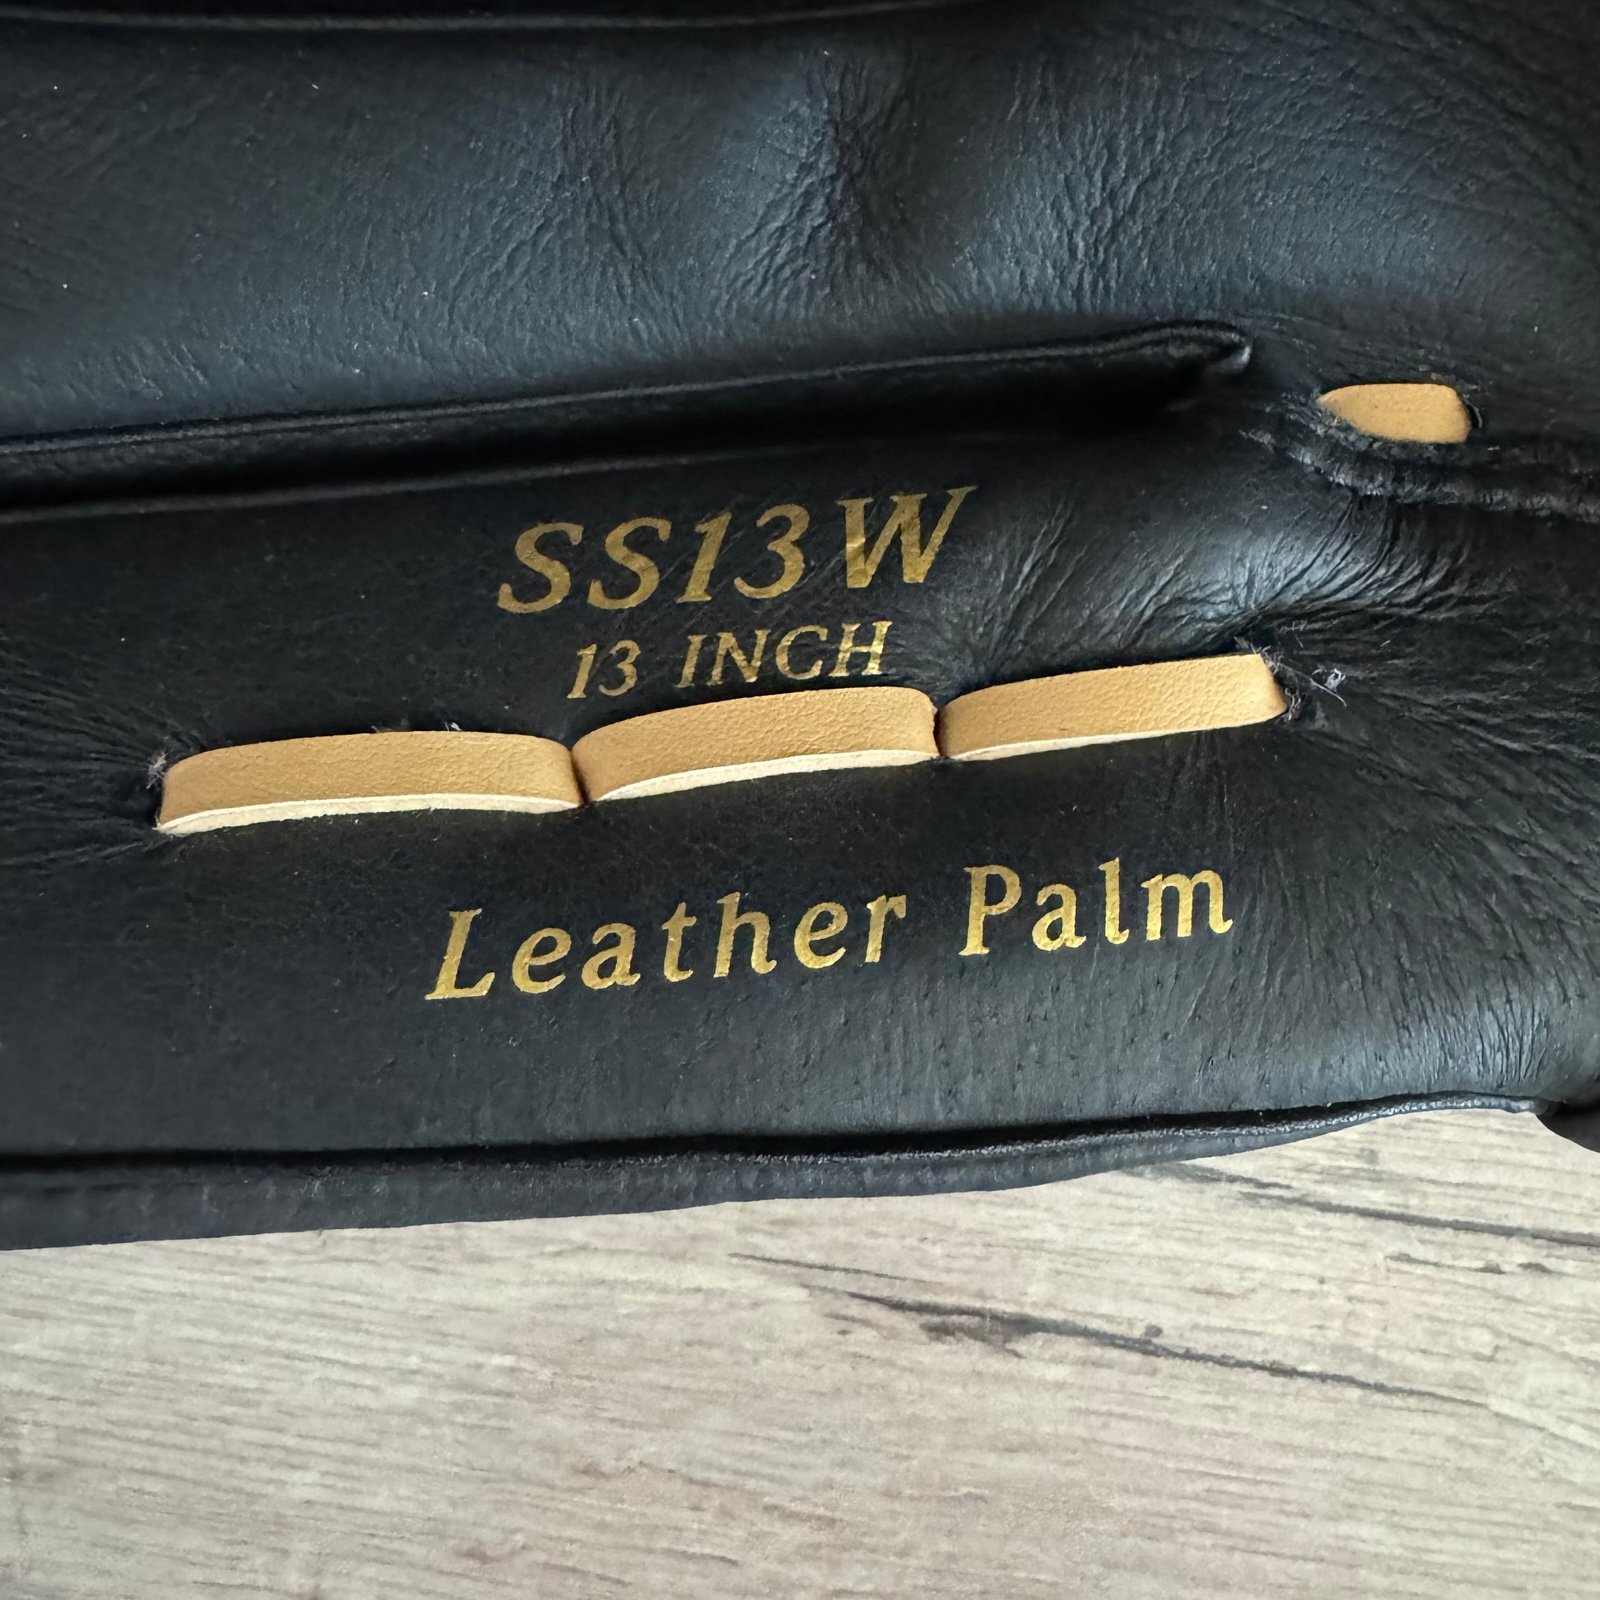 SS13W
13 INCH
Leather Palm